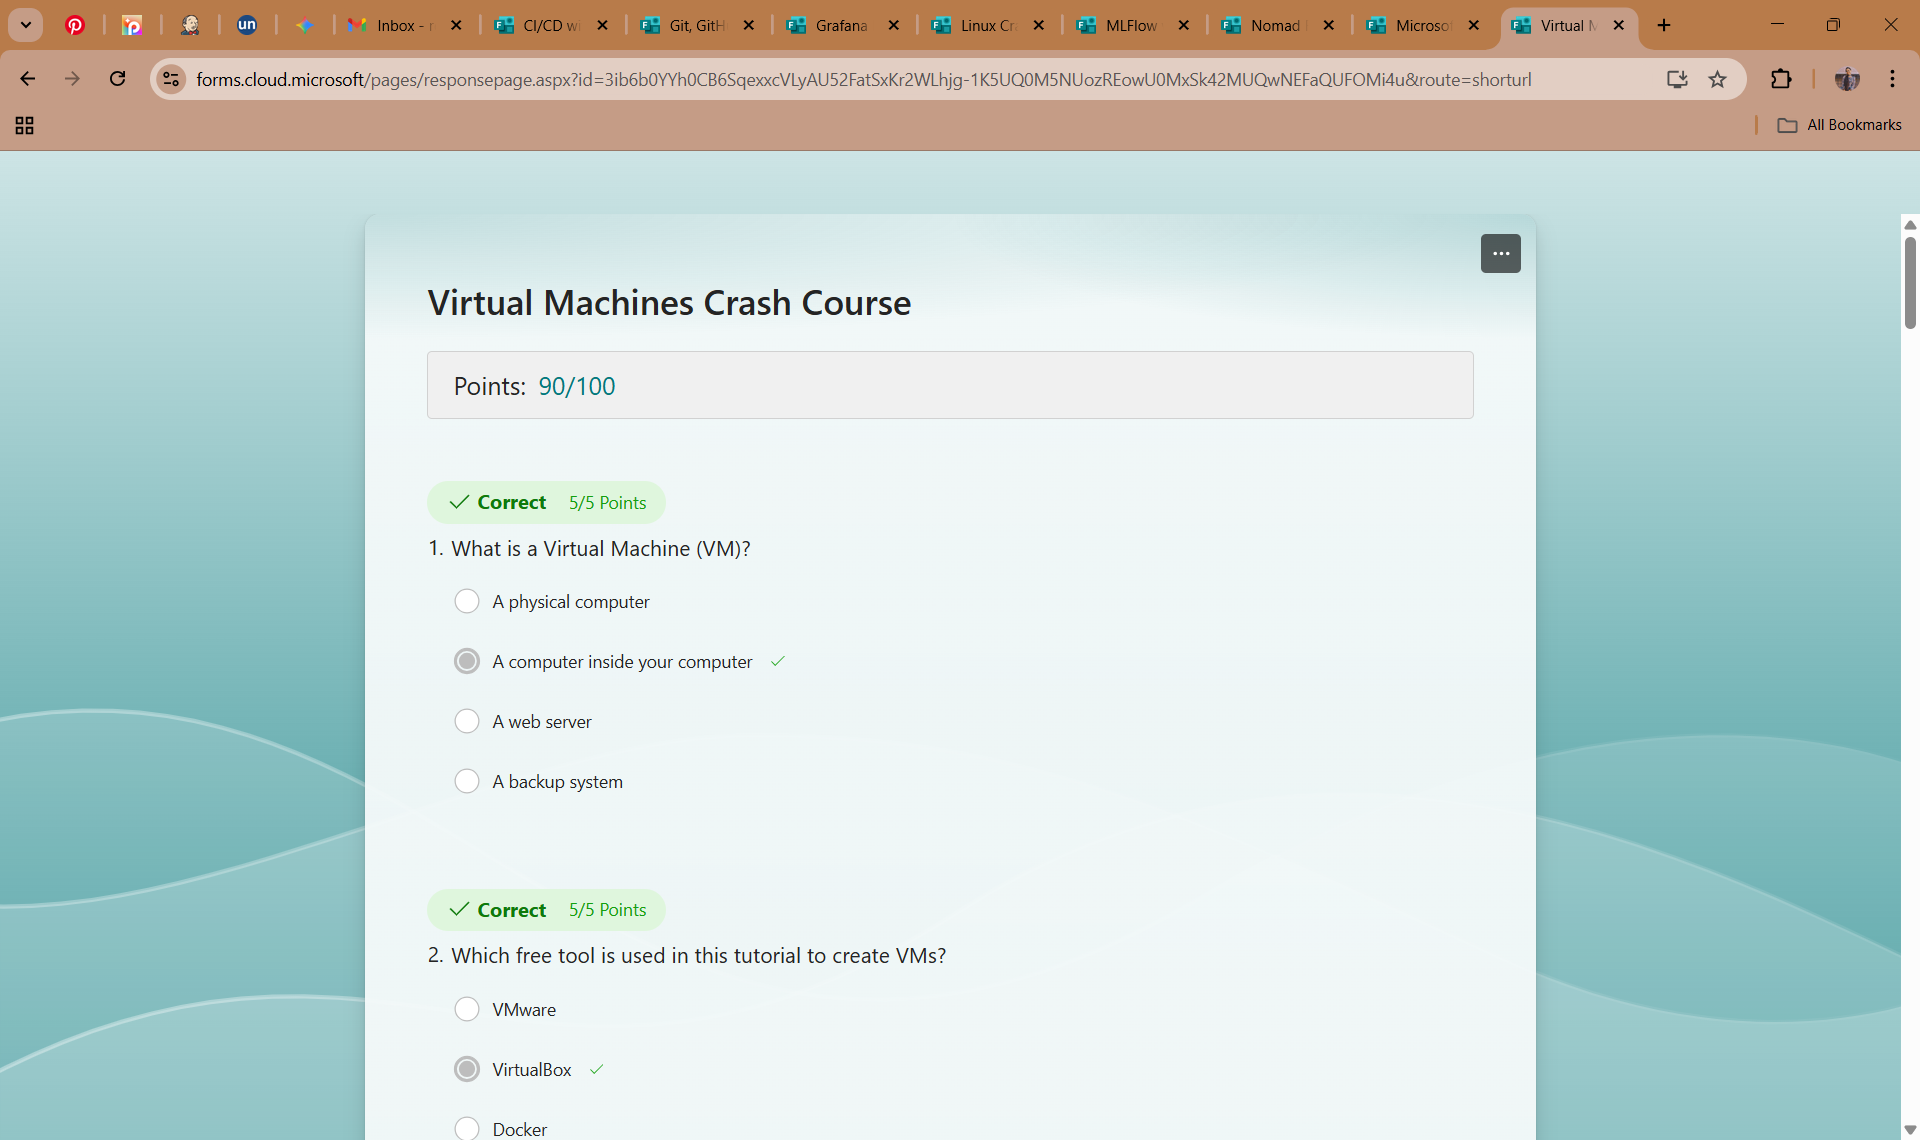 un
Inbox - r
CI/CD wi
Git, GitH
Grafana
Linux Cra
MLFlow
Nomad
Microsof
Virtual M
forms.cloud.microsoft/pages/responsepage.aspx?id=3ib6b0YYh0CB6SqexxcVLyAU52FatSxKr2WLhjg-1K5UQ0M5NUozREowU0MxSk42MUQwNEFaQUFOMi4u&route=shorturl
All Bookmarks
Virtual Machines Crash Course
Points: 90/100
Correct 5/5 Points
1. What is a Virtual Machine (VM)?
A physical computer
A computer inside your computer
A web server
A backup system
Correct 5/5 Points
2. Which free tool is used in this tutorial to create VMs?
VMware
VirtualBox
Docker